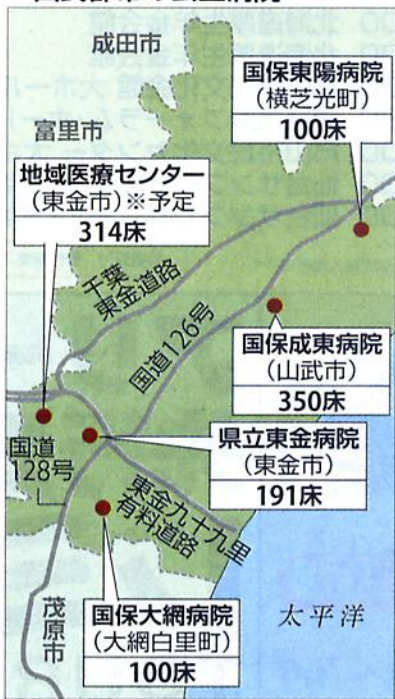 成田市
国保東陽病院
(横芝光町)
100床
富里市
地域医療センター
(東金市)※予定
314床
千葉
東金道路
国道126号
国保成東病院
(山武市)
350床
県立東金病院
(東金市)
191床
国道
128号
東金九十九里
有料道路
茂原市
国保大網病院
(大網白里町)
100床
太平洋